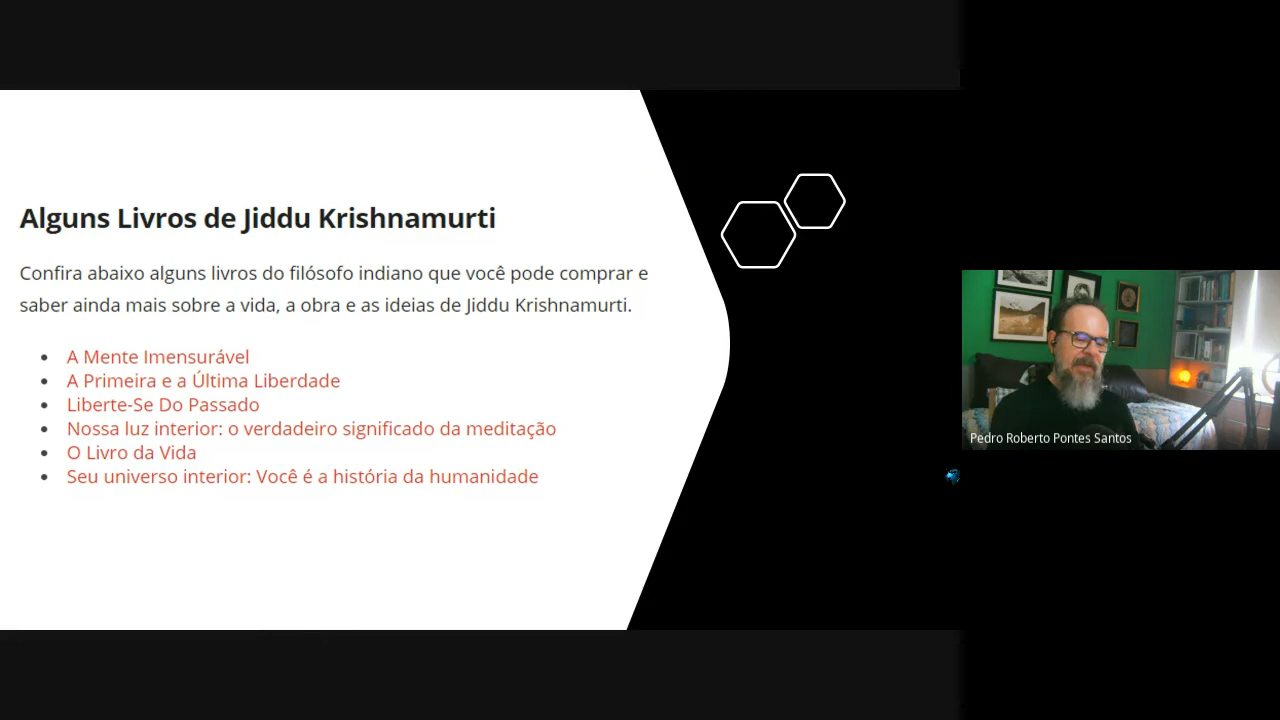 Alguns Livros de Jiddu Krishnamurti
Confira abaixo alguns livros do filósofo indiano que você pode comprar e
saber ainda mais sobre a vida, a obra e as ideias de Jiddu Krishnamurti.
A Mente Imensurável
A Primeira e a Última Liberdade
Liberte-Se Do Passado
Nossa luz interior: o verdadeiro significado da meditação
O Livro da Vida
Seu universo interior: Você é a história da humanidade
Pedro Roberto Pontes Santos